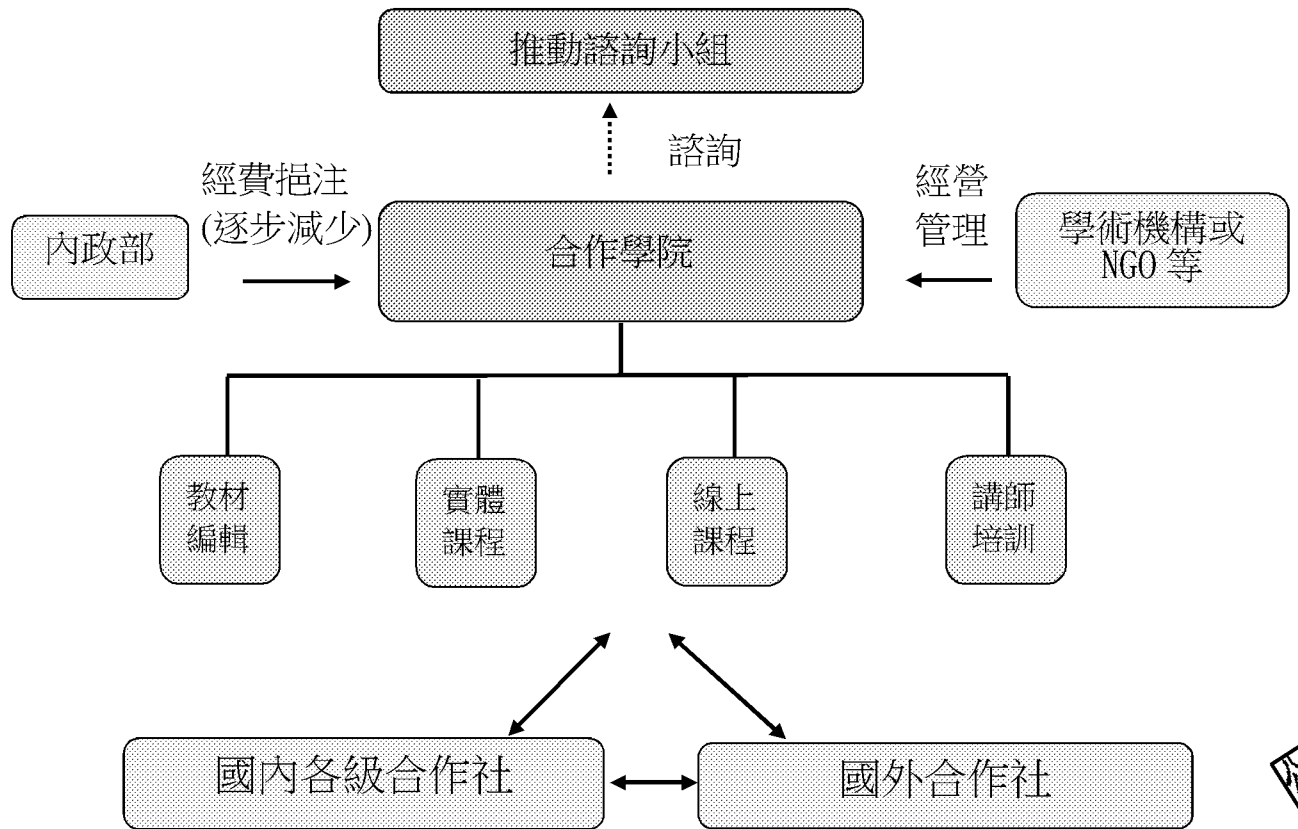 推動諮詢小組
諮詢
經費挹注
(逐步減少)
內政部
合作學院
經營
管理
學術機構或
NGO 等
教材
編輯
實體
課程
線上
課程
講師
培訓
國內各級合作社
國外合作社